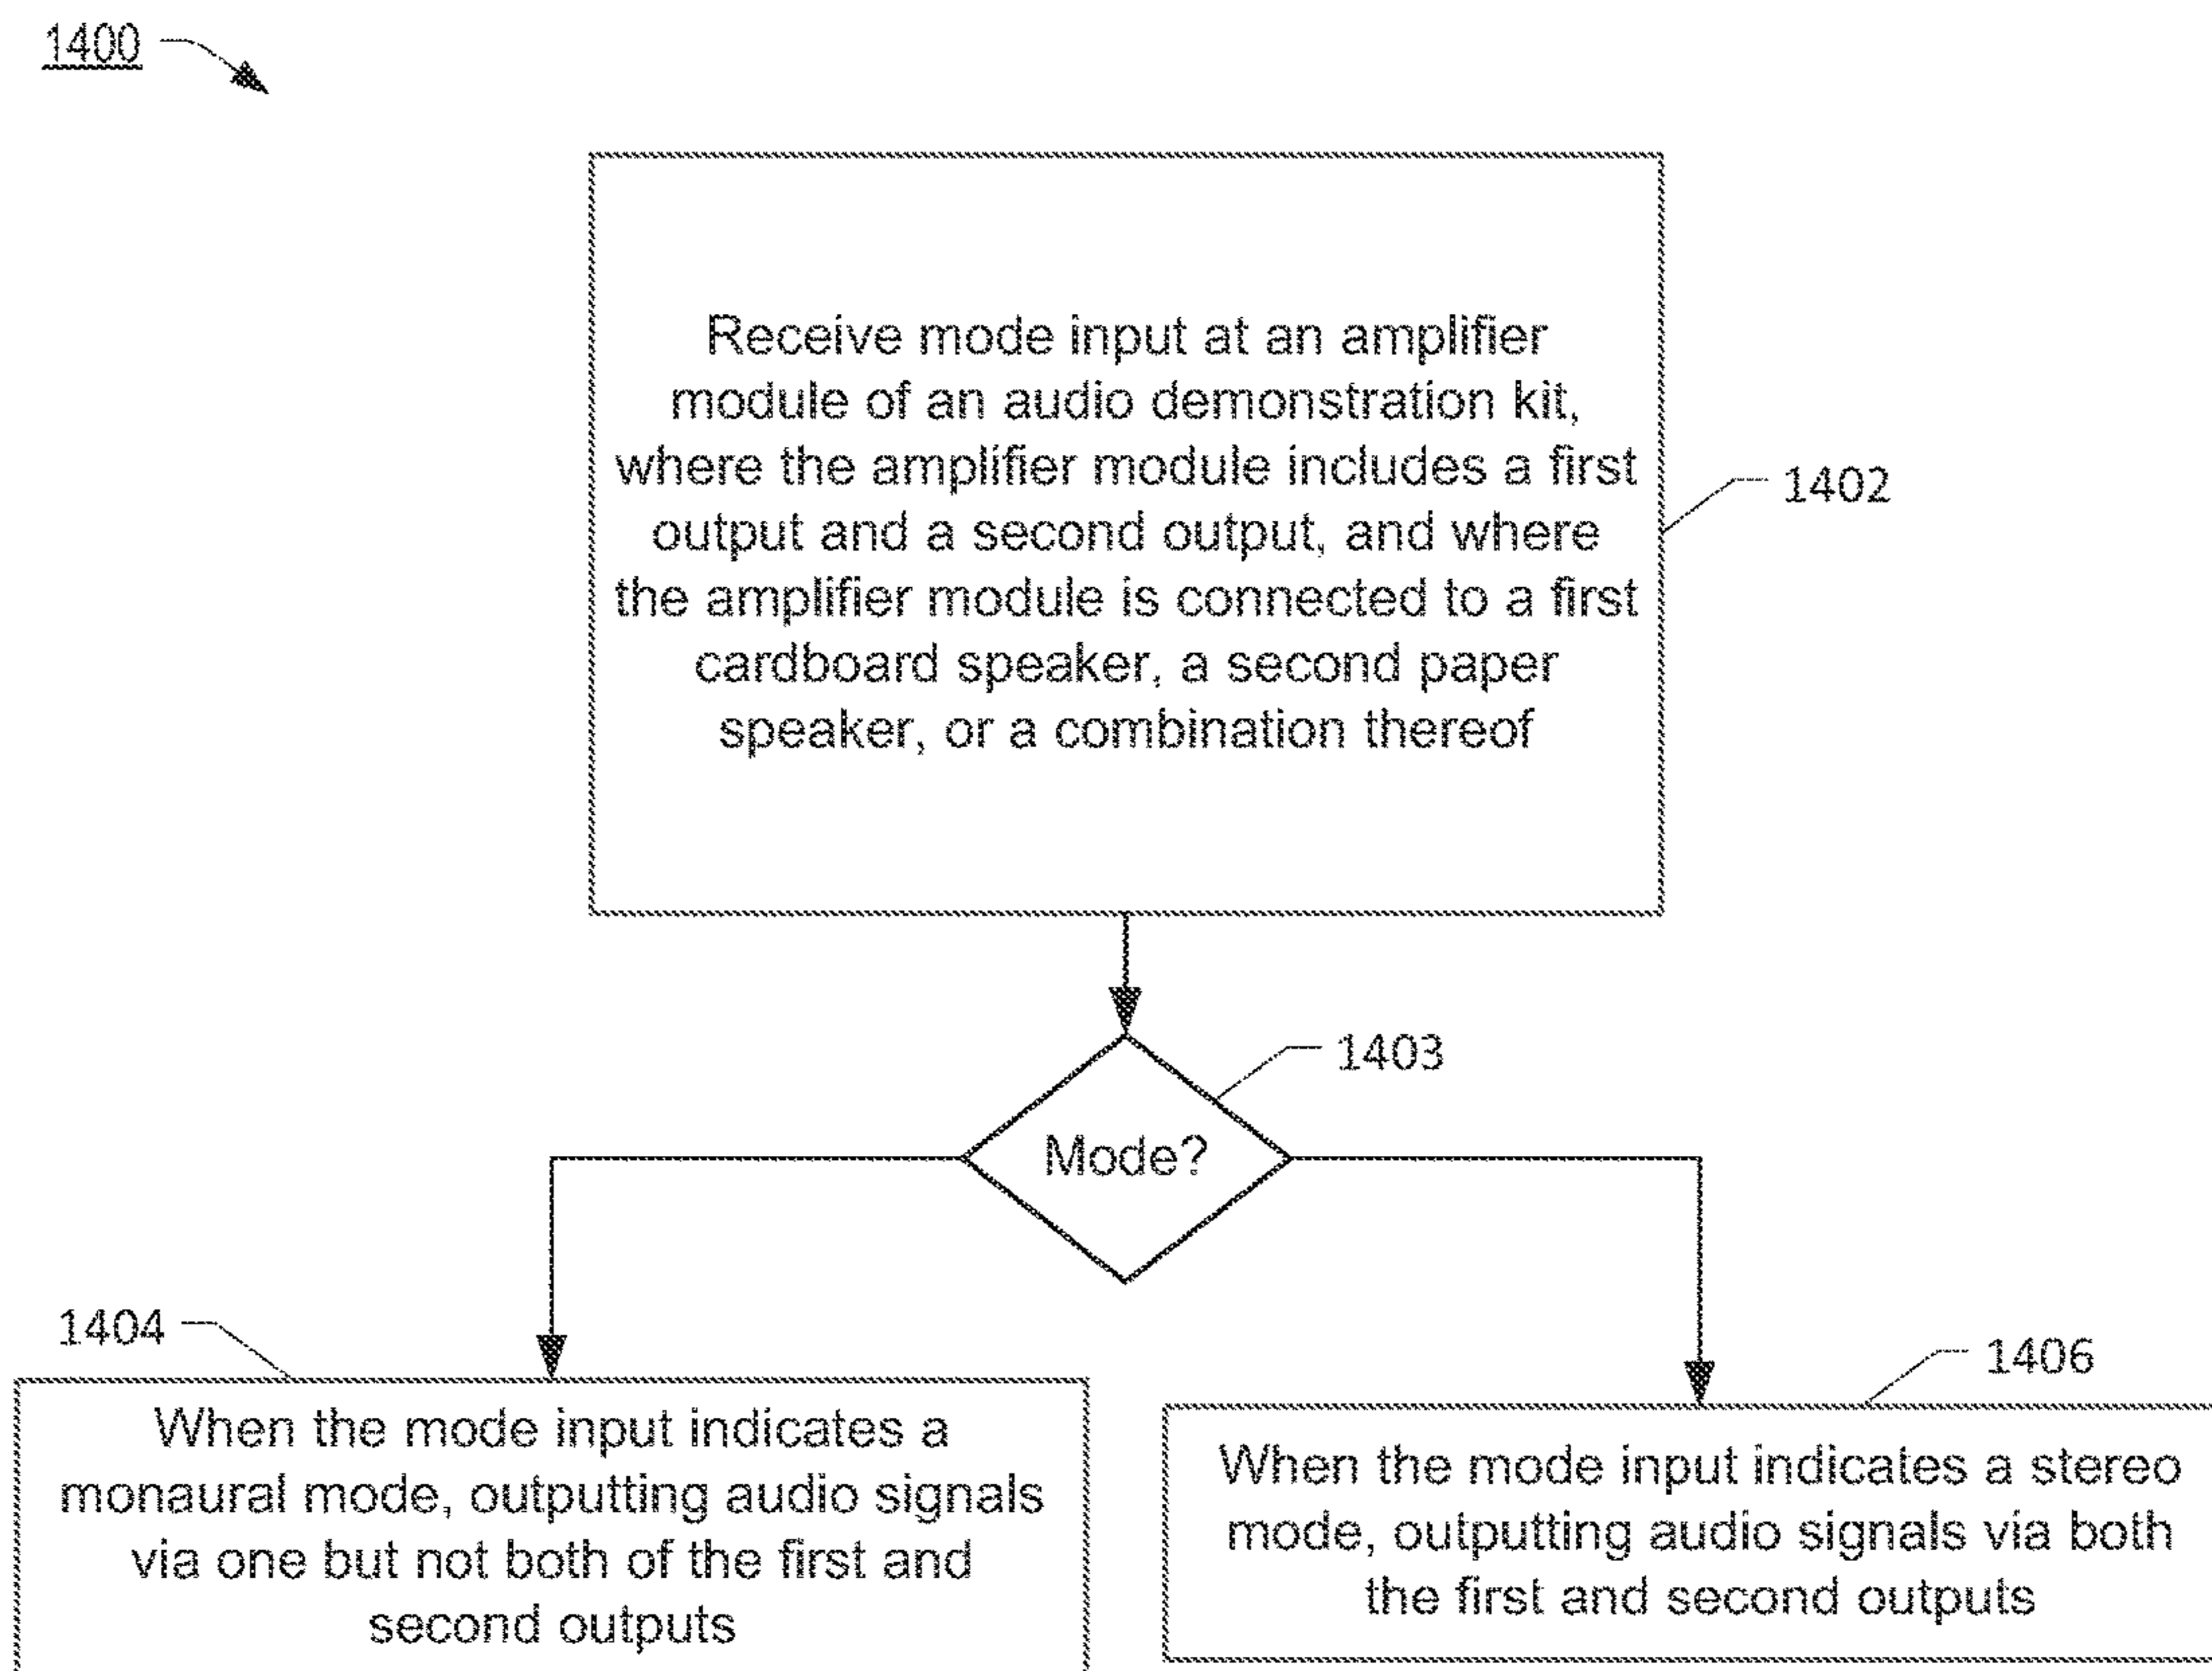 1400
Receive mode input at an amplifier
module of an audio demonstration kit,
where the amplifier module includes a first
output and a second output, and where
the amplifier module is connected to a first
cardboard speaker, a second paper
speaker, or a combination thereof
1402
1403
Mode?
1404
When the mode input indicates a
monaural mode, outputting audio signals
via one but not both of the first and
second outputs
1406
When the mode input indicates a stereo
mode, outputting audio signals via both
the first and second outputs